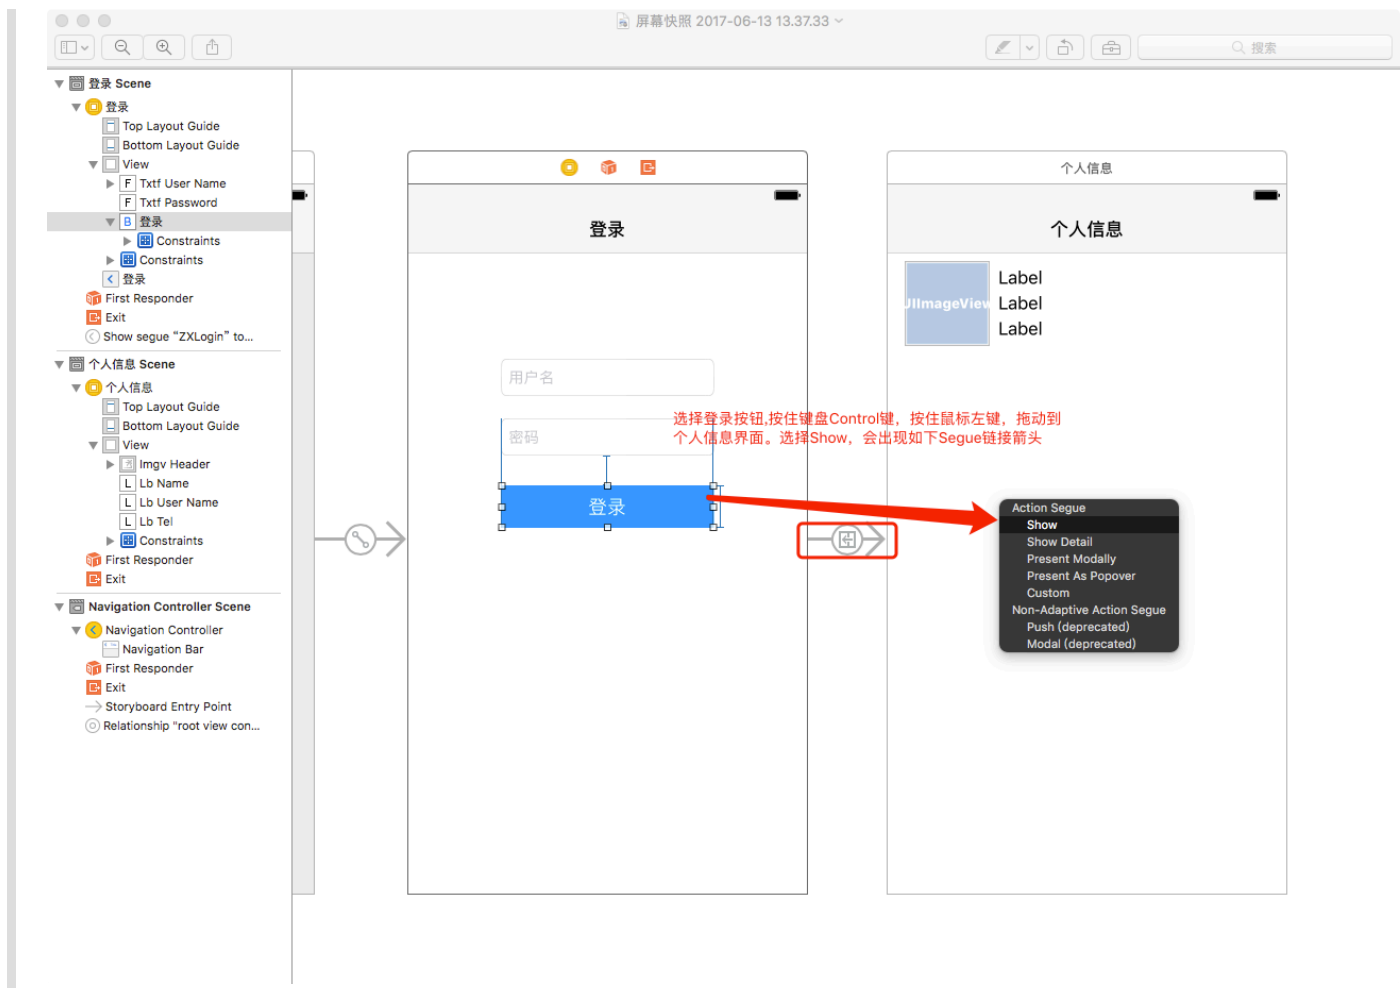 屏幕快照 2017-06-13 13.37.33
搜索
登录 Scene
登录
Top Layout Guide
Bottom Layout Guide
View
F Txtf User Name
F Txtf Password
B 登录
Constraints
Constraints
登录
First Responder
Exit
Show segue “ZXLogin” to...
个人信息 Scene
个人信息
Top Layout Guide
Bottom Layout Guide
View
Imgv Header
L Lb Name
L Lb User Name
L Lb Tel
Constraints
First Responder
Exit
Navigation Controller Scene
Navigation Controller
Navigation Bar
First Responder
Exit
Storyboard Entry Point
Relationship "root view con...
登录
用户名
密码
登录
选择登录按钮,按住键盘Control键，按住鼠标左键，拖动到
个人信息界面。选择Show，会出现如下Segue链接箭头
个人信息
个人信息
UIImageView
Label
Label
Label
Action Segue
Show
Show Detail
Present Modally
Present As Popover
Custom
Non-Adaptive Action Segue
Push (deprecated)
Modal (deprecated)